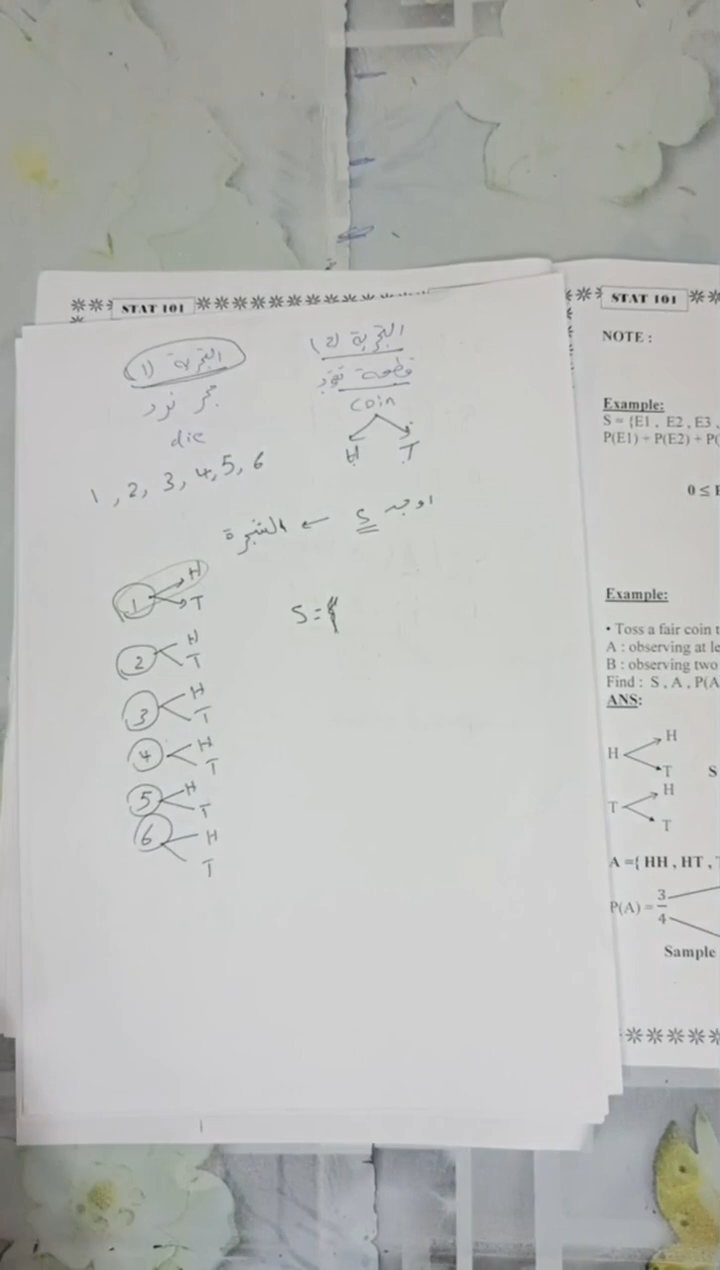 STAT 101
التجربة (1)
حجر نرد
die
1 , 2 , 3 , 4 , 5 , 6
التجربة (2)
قطعة نقود
coin
H T
اوجد S ← الشجرة
1 H
T
2 H
T
3 H
T
4 H
T
5 H
T
6 H
T
S = {
STAT 101
NOTE :
Example:
S = {E1 , E2 , E3 ,
P(E1) + P(E2) + P(
0 ≤
Example:
• Toss a fair coin
A : observing at
B : observing two
Find : S , A , P(A
ANS:
H H
T S
T H
T
A ={ HH , HT ,
P(A) = 3/4
Sample